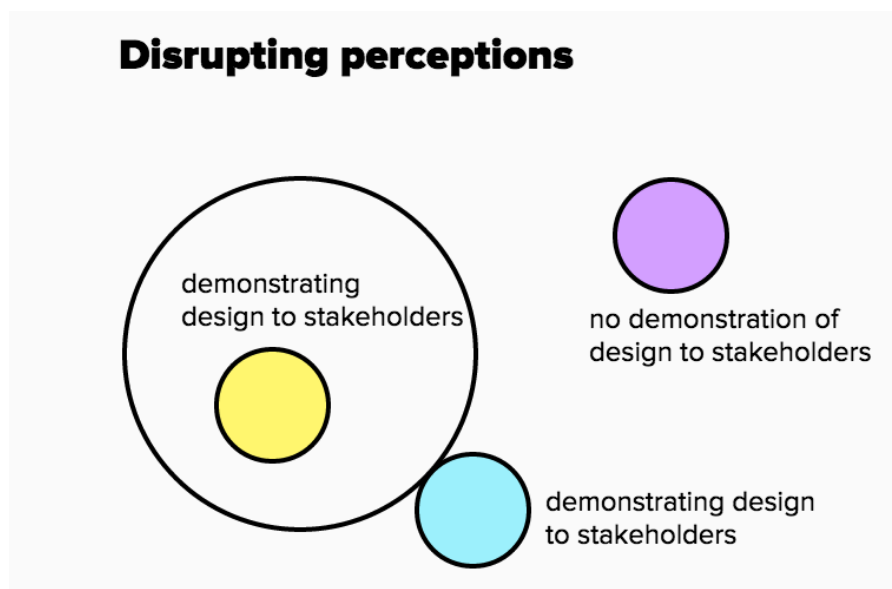 Disrupting perceptions
demonstrating
design to stakeholders
no demonstration of
design to stakeholders
demonstrating design
to stakeholders